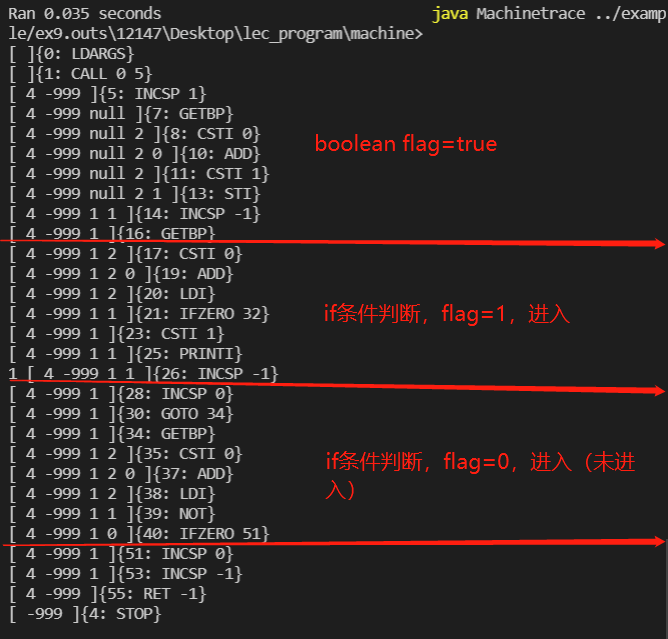 Ran 0.035 seconds java Machinetrace ../examp
le/ex9.outs\12147\Desktop\lec_program\machine>
[ ]{0: LDARGS}
[ ]{1: CALL 0 5}
[ 4 -999 ]{5: INCSP 1}
[ 4 -999 null ]{7: GETBP}
[ 4 -999 null 2 ]{8: CSTI 0}
[ 4 -999 null 2 0 ]{10: ADD}
[ 4 -999 null 2 ]{11: CSTI 1}
[ 4 -999 null 2 1 ]{13: STI}
[ 4 -999 1 1 ]{14: INCSP -1}
[ 4 -999 1 ]{16: GETBP}
boolean flag=true
[ 4 -999 1 2 ]{17: CSTI 0}
[ 4 -999 1 2 0 ]{19: ADD}
[ 4 -999 1 2 ]{20: LDI}
[ 4 -999 1 1 ]{21: IFZERO 32}
[ 4 -999 1 ]{23: CSTI 1}
[ 4 -999 1 1 ]{25: PRINTI}
1 [ 4 -999 1 1 ]{26: INCSP -1}
if条件判断，flag=1，进入
[ 4 -999 1 ]{28: INCSP 0}
[ 4 -999 1 ]{30: GOTO 34}
[ 4 -999 1 ]{34: GETBP}
[ 4 -999 1 2 ]{35: CSTI 0}
[ 4 -999 1 2 0 ]{37: ADD}
[ 4 -999 1 2 ]{38: LDI}
[ 4 -999 1 1 ]{39: NOT}
[ 4 -999 1 0 ]{40: IFZERO 51}
if条件判断，flag=0，进入（未进
入）
[ 4 -999 1 ]{51: INCSP 0}
[ 4 -999 1 ]{53: INCSP -1}
[ 4 -999 ]{55: RET -1}
[ -999 ]{4: STOP}